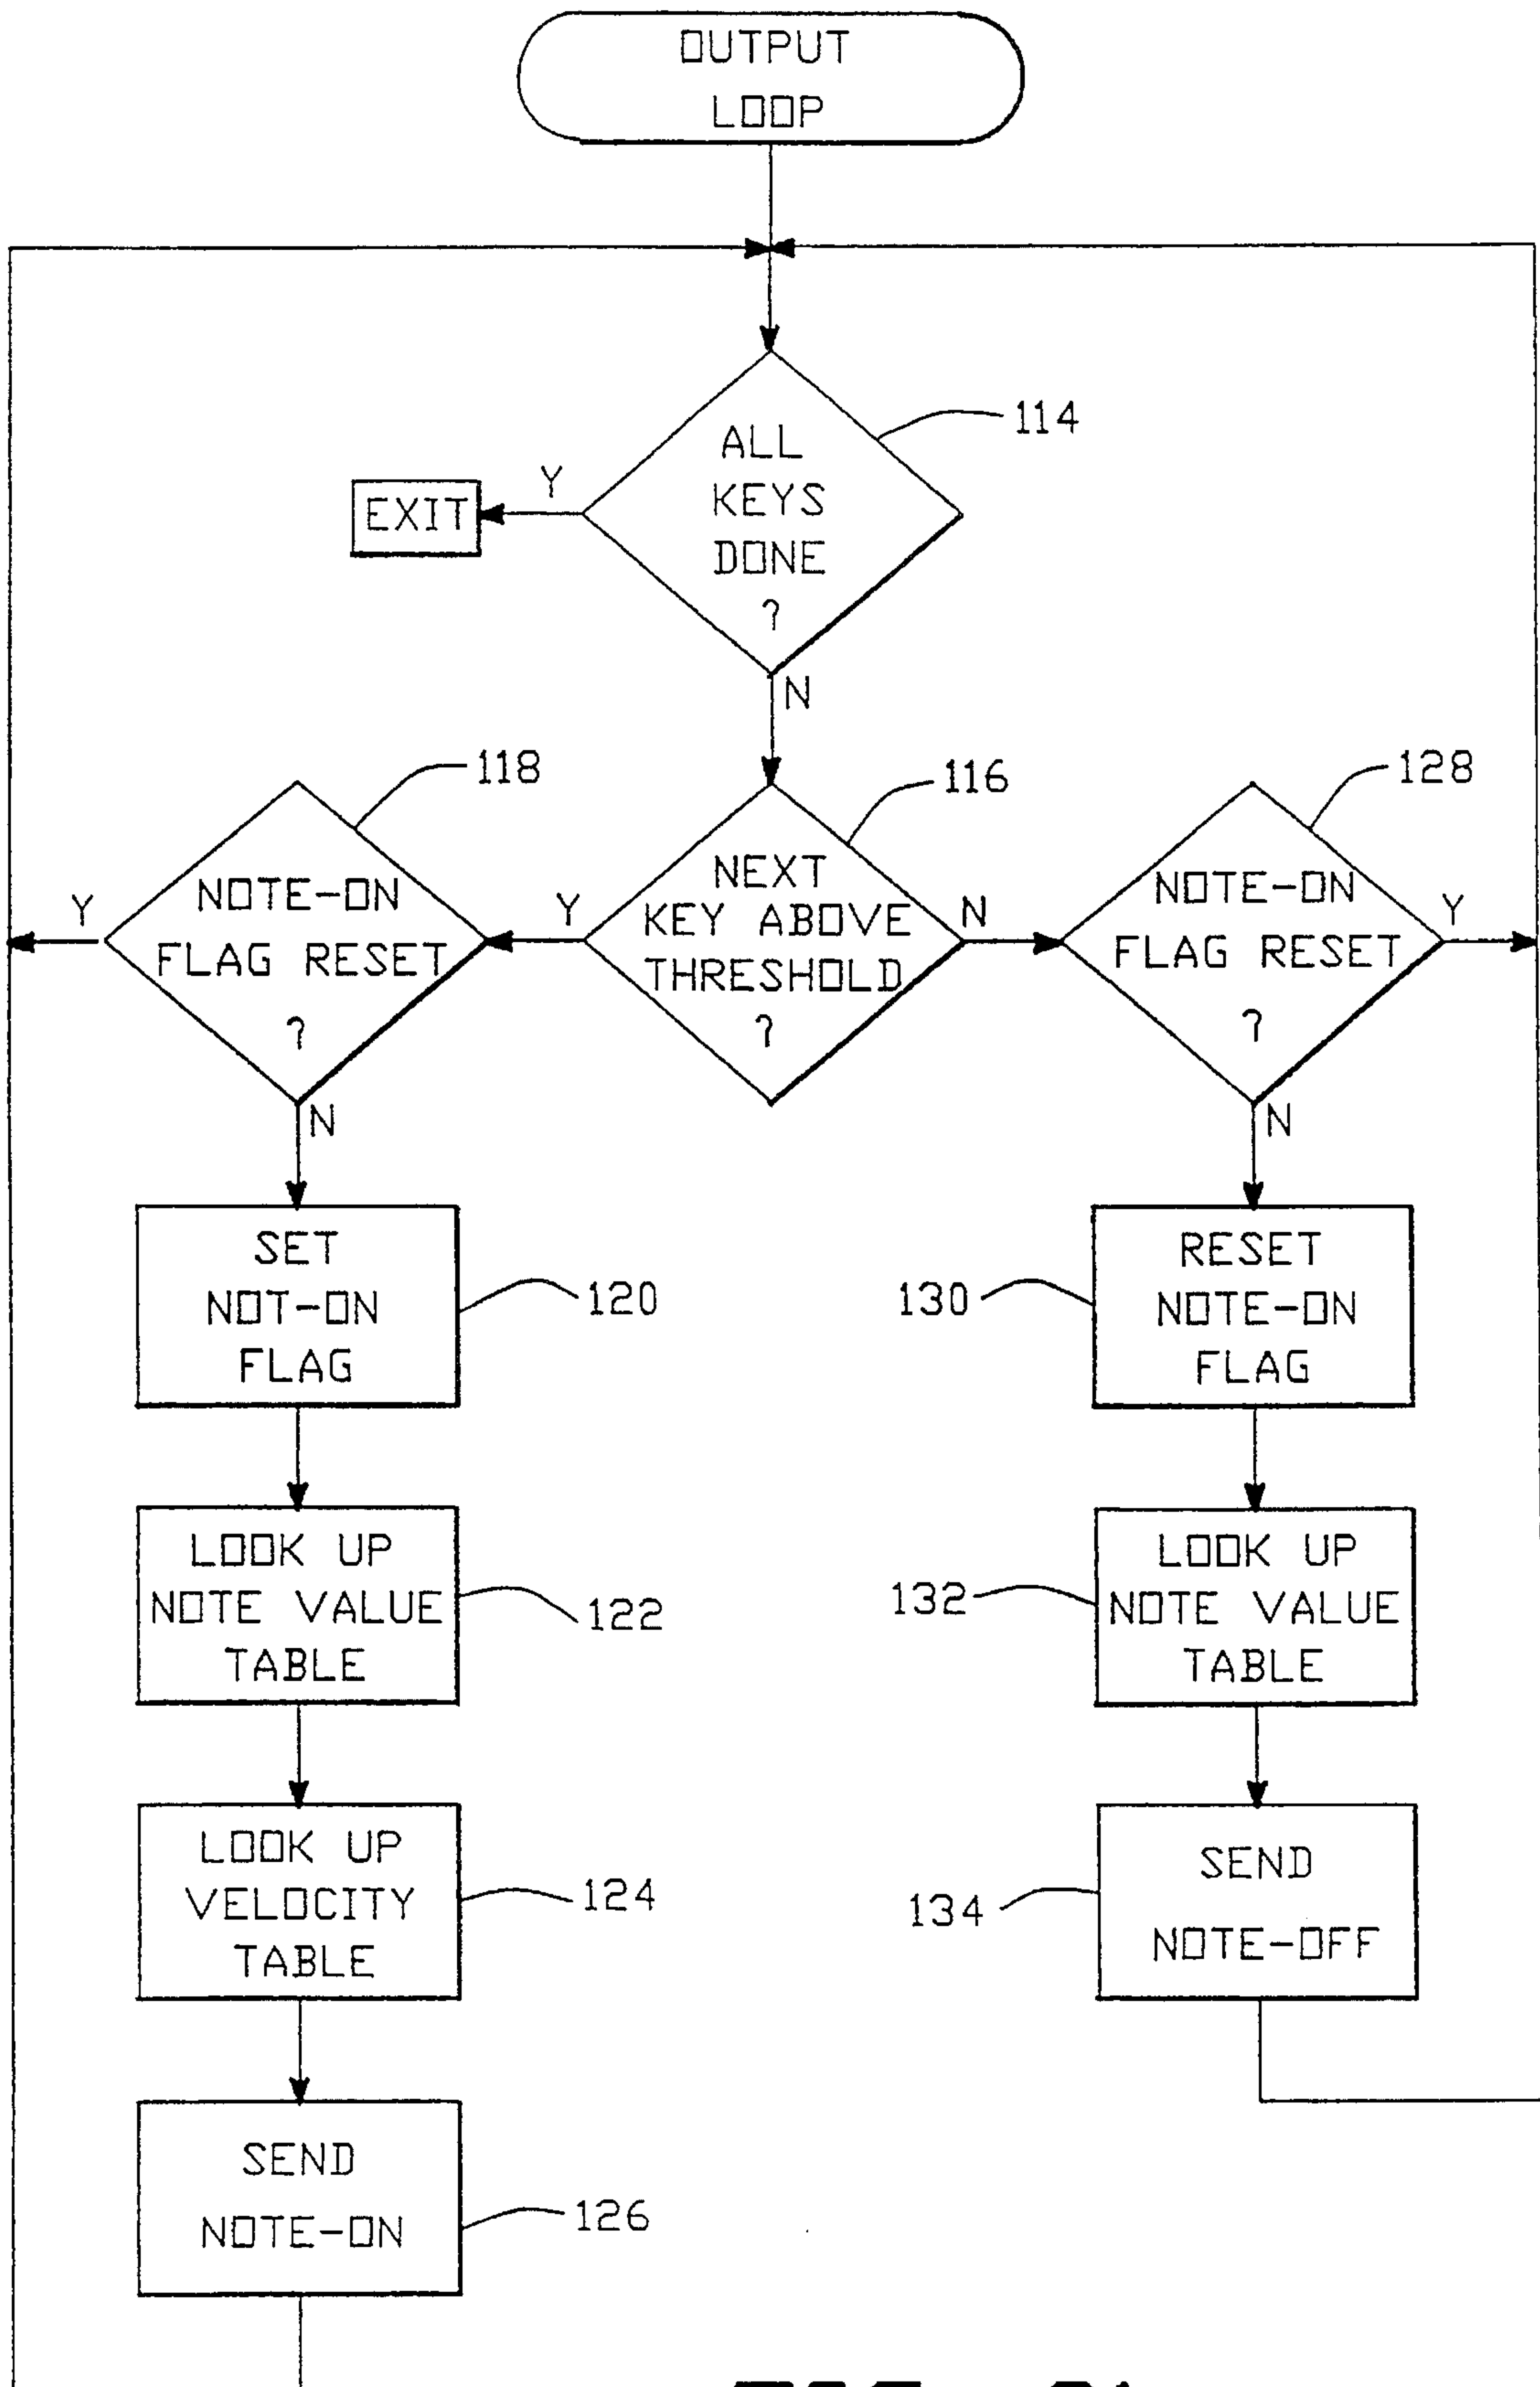 OUTPUT
LOOP
114
ALL
KEYS
DONE
?
Y
EXIT
N
118
116
128
NOTE-ON
FLAG RESET
?
Y
N
NEXT
KEY ABOVE
THRESHOLD
?
Y
N
NOTE-ON
FLAG RESET
?
Y
N
SET
NOT-ON
FLAG
120
130
RESET
NOTE-ON
FLAG
LOOK UP
NOTE VALUE
TABLE
122
132
LOOK UP
NOTE VALUE
TABLE
LOOK UP
VELOCITY
TABLE
124
134
SEND
NOTE-OFF
SEND
NOTE-ON
126